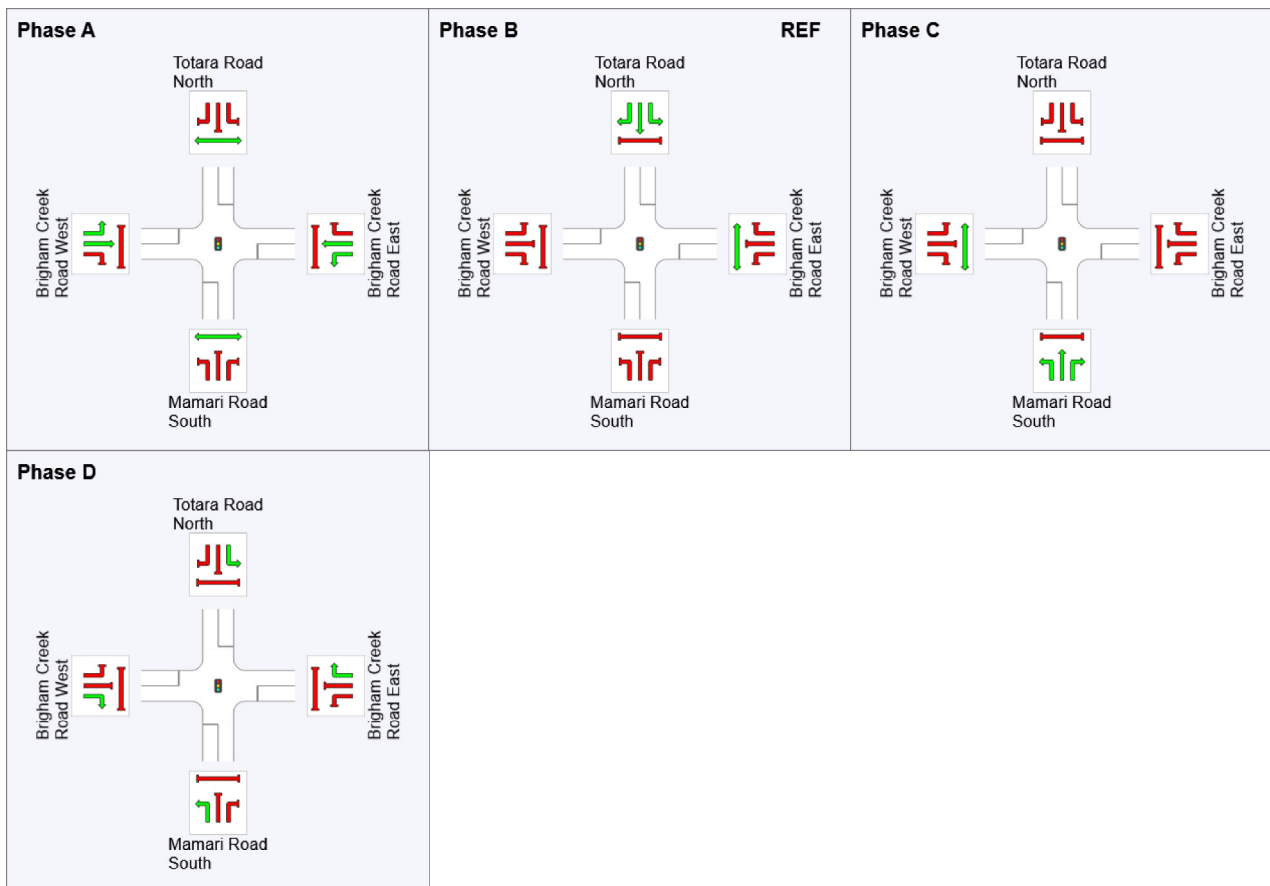 Phase A
Totara Road
North
Brigham Creek
Road West
Brigham Creek
Road East
Mamari Road
South
Phase B
REF
Totara Road
North
Brigham Creek
Road West
Brigham Creek
Road East
Mamari Road
South
Phase C
Totara Road
North
Brigham Creek
Road West
Brigham Creek
Road East
Mamari Road
South
Phase D
Totara Road
North
Brigham Creek
Road West
Brigham Creek
Road East
Mamari Road
South